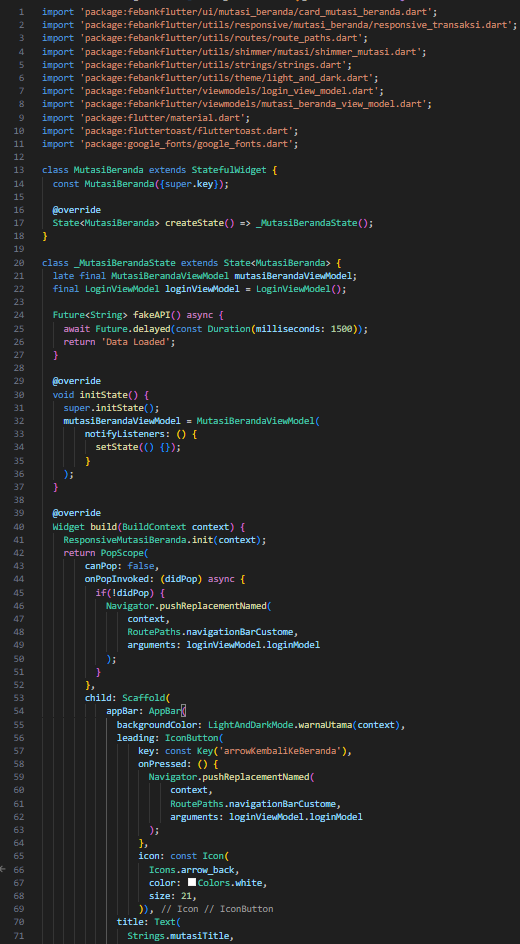 1 import 'package:febankflutter/ui/mutasi_beranda/card_mutasi_beranda.dart';
2 import 'package:febankflutter/utils/responsive/mutasi_beranda/responsive_transaksi.dart';
3 import 'package:febankflutter/utils/routes/route_paths.dart';
4 import 'package:febankflutter/utils/shimmer/mutasi/shimmer_mutasi.dart';
5 import 'package:febankflutter/utils/strings/strings.dart';
6 import 'package:febankflutter/utils/theme/light_and_dark.dart';
7 import 'package:febankflutter/viewmodels/login_view_model.dart';
8 import 'package:febankflutter/viewmodels/mutasi_beranda_view_model.dart';
9 import 'package:flutter/material.dart';
10 import 'package:fluttertoast/fluttertoast.dart';
11 import 'package:google_fonts/google_fonts.dart';
12
13 class MutasiBeranda extends StatefulWidget {
14   const MutasiBeranda({super.key});
15
16   @override
17   State<MutasiBeranda> createState() => _MutasiBerandaState();
18 }
19
20 class _MutasiBerandaState extends State<MutasiBeranda> {
21   late final MutasiBerandaViewModel mutasiBerandaViewModel;
22   final LoginViewModel loginViewModel = LoginViewModel();
23
24   Future<String> fakeAPI() async {
25     await Future.delayed(const Duration(milliseconds: 1500));
26     return 'Data Loaded';
27   }
28
29   @override
30   void initState() {
31     super.initState();
32     mutasiBerandaViewModel = MutasiBerandaViewModel(
33         notifyListeners: () {
34           setState(() {});
35         }
36     );
37   }
38
39   @override
40   Widget build(BuildContext context) {
41     ResponsiveMutasiBeranda.init(context);
42     return PopScope(
43         canPop: false,
44         onPopInvoked: (didPop) async {
45           if(!didPop) {
46             Navigator.pushReplacementNamed(
47                 context,
48                 RoutePaths.navigationBarCustome,
49                 arguments: loginViewModel.loginModel
50             );
51           }
52         },
53         child: Scaffold(
54             appBar: AppBar(
55               backgroundColor: LightAndDarkMode.warnaUtama(context),
56               leading: IconButton(
57                   key: const Key('arrowKembaliKeBeranda'),
58                   onPressed: () {
59                     Navigator.pushReplacementNamed(
60                         context,
61                         RoutePaths.navigationBarCustome,
62                         arguments: loginViewModel.loginModel
63                     );
64                   },
65                   icon: const Icon(
66                     Icons.arrow_back,
67                     color: Colors.white,
68                     size: 21,
69                   )), // Icon // IconButton
70               title: Text(
71                 Strings.mutasiTitle,